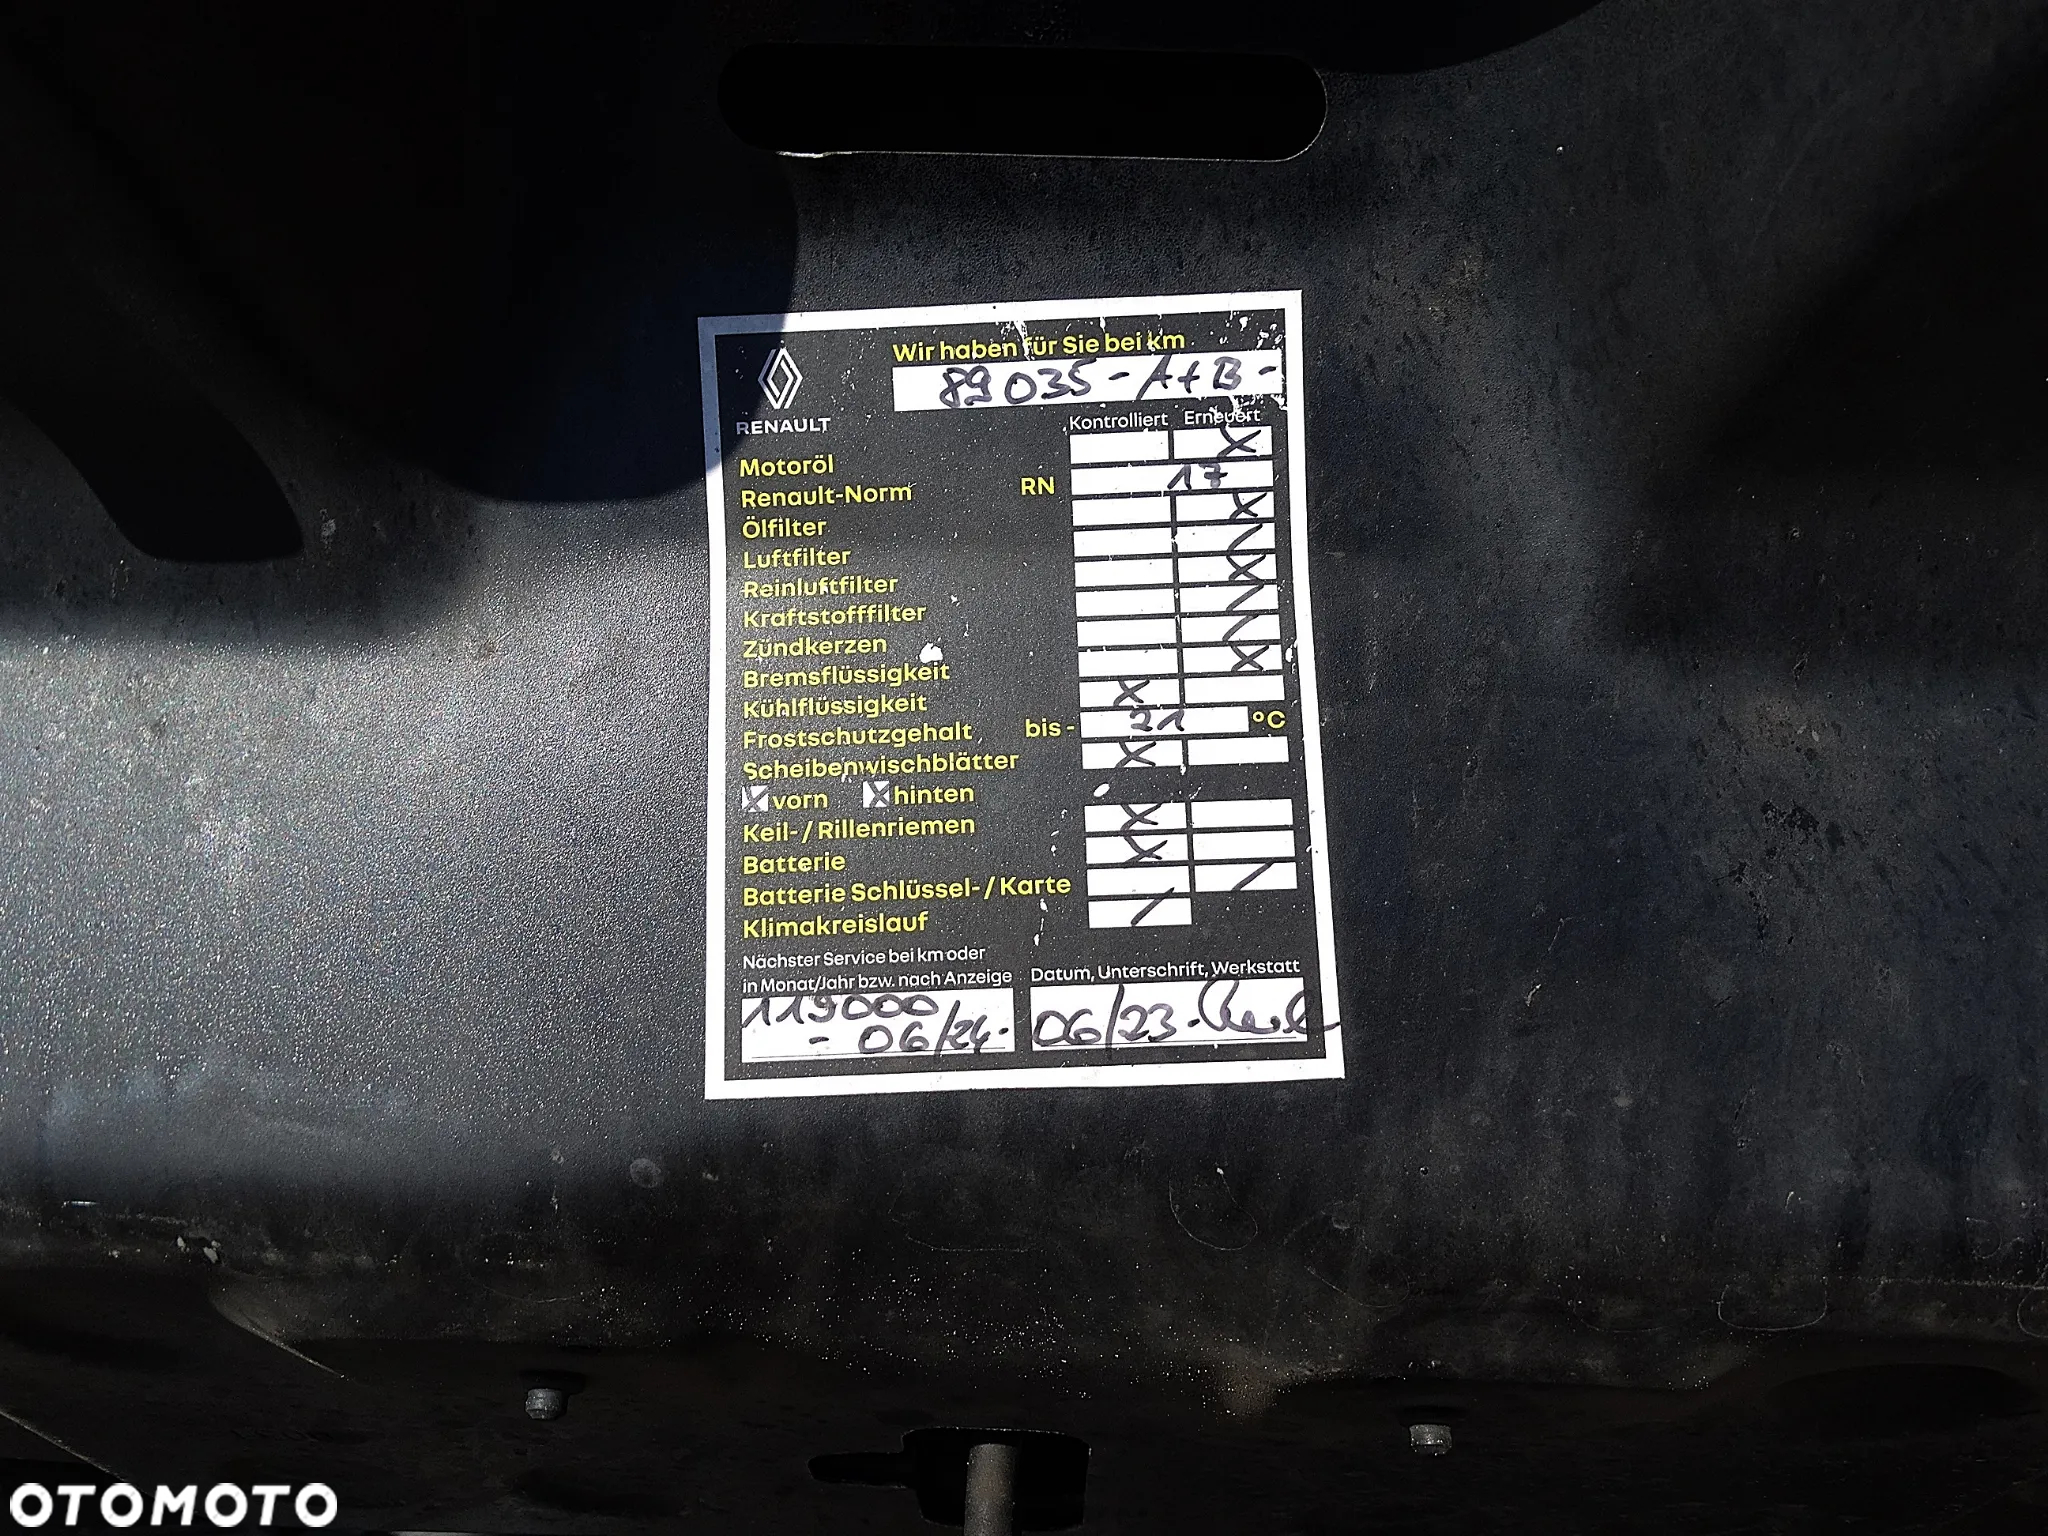 Wir haben für Sie bei km
89 035 - A + B -
RENAULT
Kontrolliert Erneuert
Motoröl X
Renault-Norm RN 17
Ölfilter X
Luftfilter
Reinluftfilter X
Kraftstofffilter
Zündkerzen
Bremsflüssigkeit X
Kühlflüssigkeit X
Frostschutzgehalt bis - 21 °C
Scheibenwischblätter X
X vorn X hinten
Keil- / Rillenriemen X
Batterie X
Batterie Schlüssel- / Karte /
Klimakreislauf /
Nächster Service bei km oder
in Monat/Jahr bzw. nach Anzeige
Datum, Unterschrift, Werkstatt
119000
- 06/24 -
06/23 -
OTOMOTO